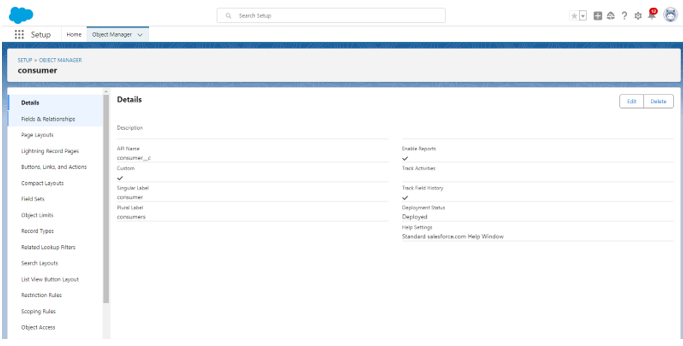 Search Setup
Setup
Home
Object Manager
SETUP > OBJECT MANAGER
consumer
Details
Fields & Relationships
Page Layouts
Lightning Record Pages
Buttons, Links, and Actions
Compact Layouts
Field Sets
Object Limits
Record Types
Related Lookup Filters
Search Layouts
List View Button Layout
Restriction Rules
Scoping Rules
Object Access
Details
Edit
Delete
Description
API Name
consumer__c
Custom
Singular Label
consumer
Plural Label
consumers
Enable Reports
Track Activities
Track Field History
Deployment Status
Deployed
Help Settings
Standard salesforce.com Help Window